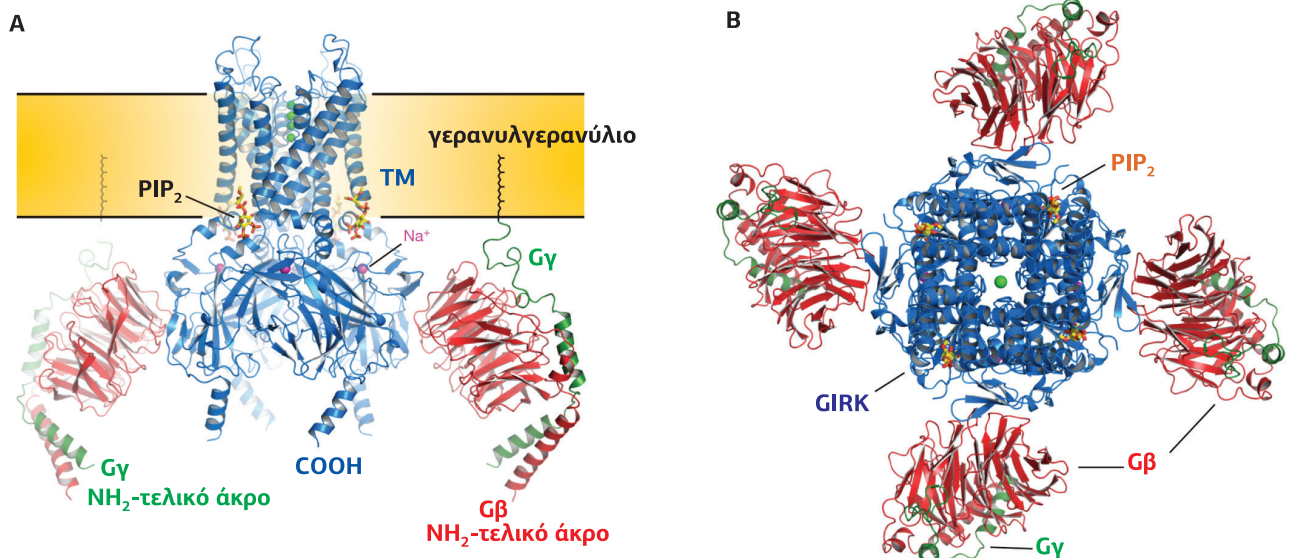 A
γερανυλγερανύλιο
PIP₂
TM
Na⁺
Gγ
Gγ
NH₂-τελικό άκρο
COOH
Gβ
NH₂-τελικό άκρο
B
PIP₂
GIRK
Gβ
Gγ